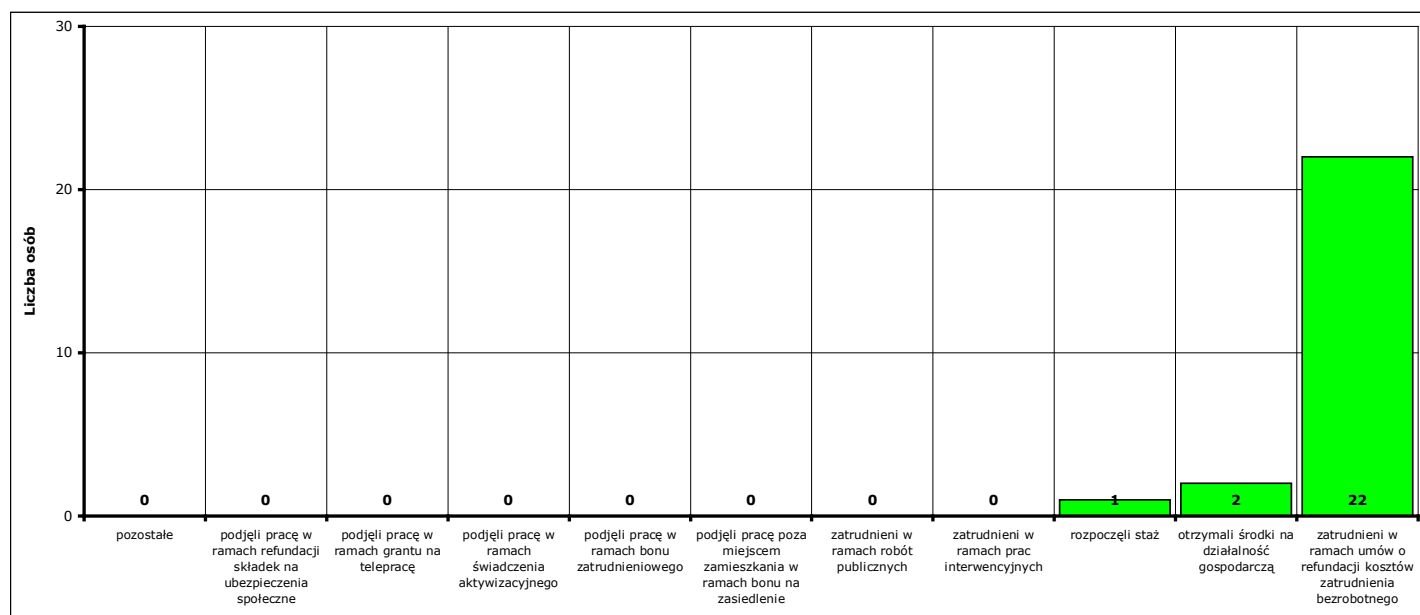 30
20
10
0
Liczba osób
0
0
0
0
0
0
0
0
1
2
22
pozostałe
podjęli pracę w
ramach refundacji
składek na
ubezpieczenia
społeczne
podjęli pracę w
ramach grantu na
telepracę
podjęli pracę w
ramach
świadczenia
aktywizacyjnego
podjęli pracę w
ramach bonu
zatrudnieniowego
podjęli pracę poza
miejscem
zamieszkania w
ramach bonu na
zasiedlenie
zatrudnieni w
ramach robót
publicznych
zatrudnieni w
ramach prac
interwencyjnych
rozpoczęli staż
otrzymali środki na
działalność
gospodarczą
zatrudnieni w
ramach umów o
refundacji kosztów
zatrudnienia
bezrobotnego